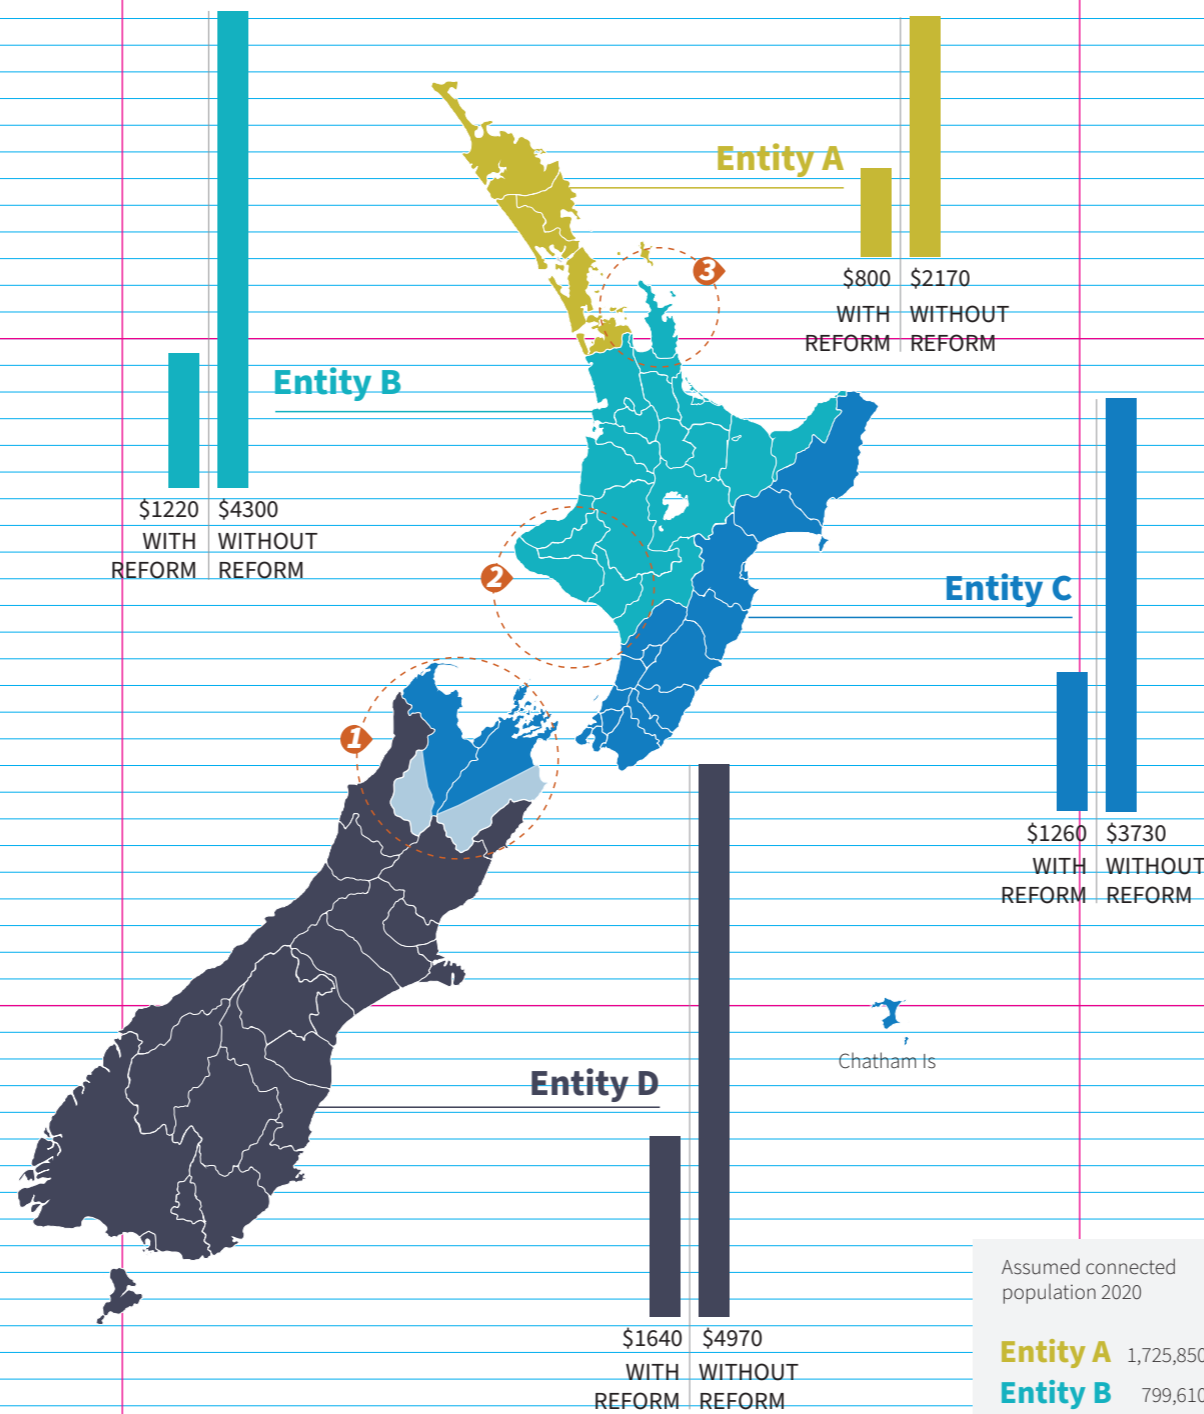 Entity A
3
$800 $2170
WITH WITHOUT
REFORM REFORM
Entity B
$1220 $4300
WITH WITHOUT
REFORM REFORM
2
Entity C
1
$1260 $3730
WITH WITHOUT
REFORM REFORM
Chatham Is
Entity D
$1640 $4970
WITH WITHOUT
REFORM REFORM
Assumed connected
population 2020
Entity A 1,725,850
Entity B 799,610